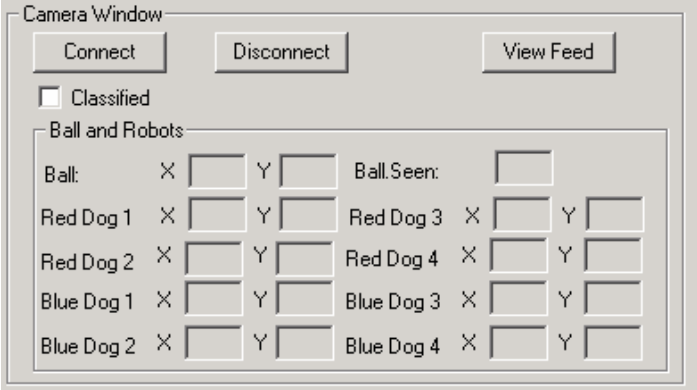 Camera Window
Connect Disconnect View Feed
Classified
Ball and Robots
Ball: X Y Ball.Seen:
Red Dog 1 X Y Red Dog 3 X Y
Red Dog 2 X Y Red Dog 4 X Y
Blue Dog 1 X Y Blue Dog 3 X Y
Blue Dog 2 X Y Blue Dog 4 X Y